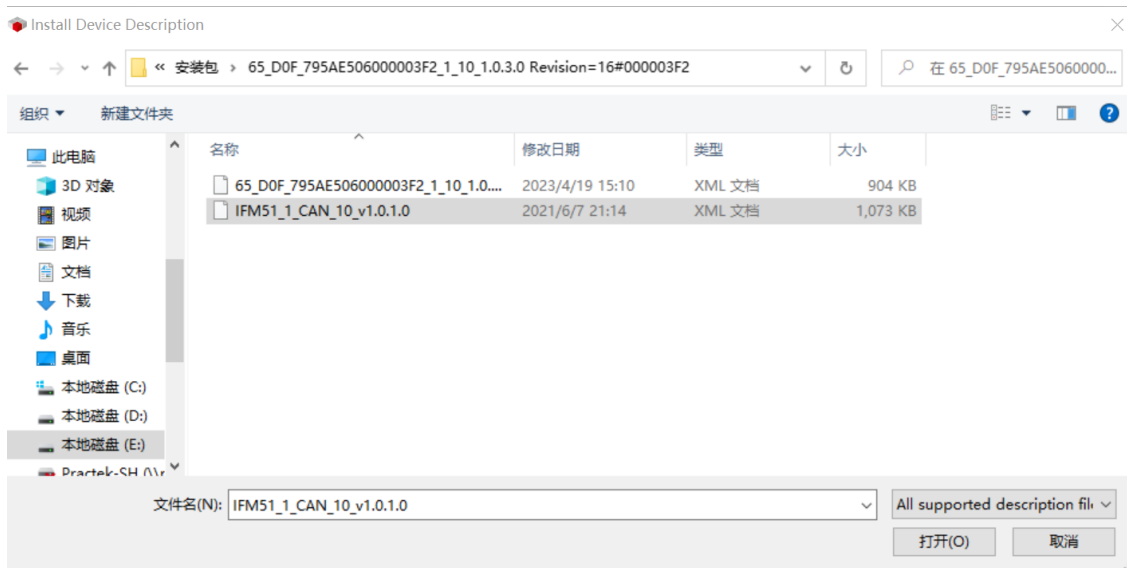 Install Device Description
« 安装包 › 65_D0F_795AE506000003F2_1_10_1.0.3.0 Revision=16#000003F2
在 65_D0F_795AE5060000...
组织
新建文件夹
名称 修改日期 类型 大小
65_D0F_795AE506000003F2_1_10_1.0.... 2023/4/19 15:10 XML 文档 904 KB
IFM51_1_CAN_10_v1.0.1.0 2021/6/7 21:14 XML 文档 1,073 KB
此电脑
3D 对象
视频
图片
文档
下载
音乐
桌面
本地磁盘 (C:)
本地磁盘 (D:)
本地磁盘 (E:)
Practek-SH
文件名(N): IFM51_1_CAN_10_v1.0.1.0
All supported description
打开(O) 取消